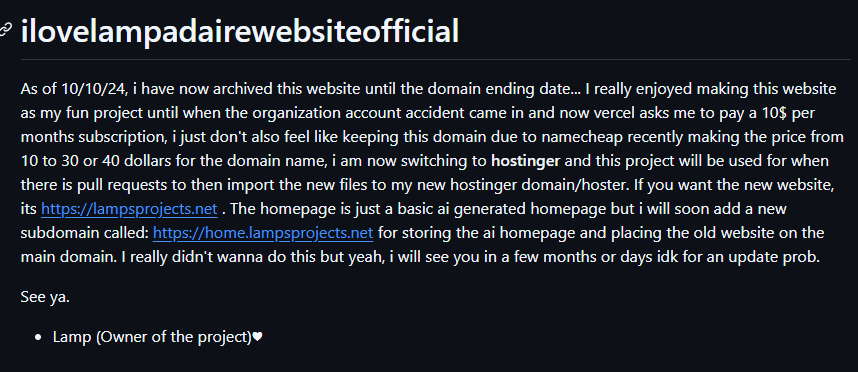 ilovelampadairewebsiteofficial
As of 10/10/24, i have now archived this website until the domain ending date... I really enjoyed making this website
as my fun project until when the organization account accident came in and now vercel asks me to pay a 10$ per
months subscription, i just don't also feel like keeping this domain due to namecheap recently making the price from
10 to 30 or 40 dollars for the domain name, i am now switching to hostinger and this project will be used for when
there is pull requests to then import the new files to my new hostinger domain/hoster. If you want the new website,
its https://lampsprojects.net . The homepage is just a basic ai generated homepage but i will soon add a new
subdomain called: https://home.lampsprojects.net for storing the ai homepage and placing the old website on the
main domain. I really didn't wanna do this but yeah, i will see you in a few months or days idk for an update prob.
See ya.
• Lamp (Owner of the project)♥